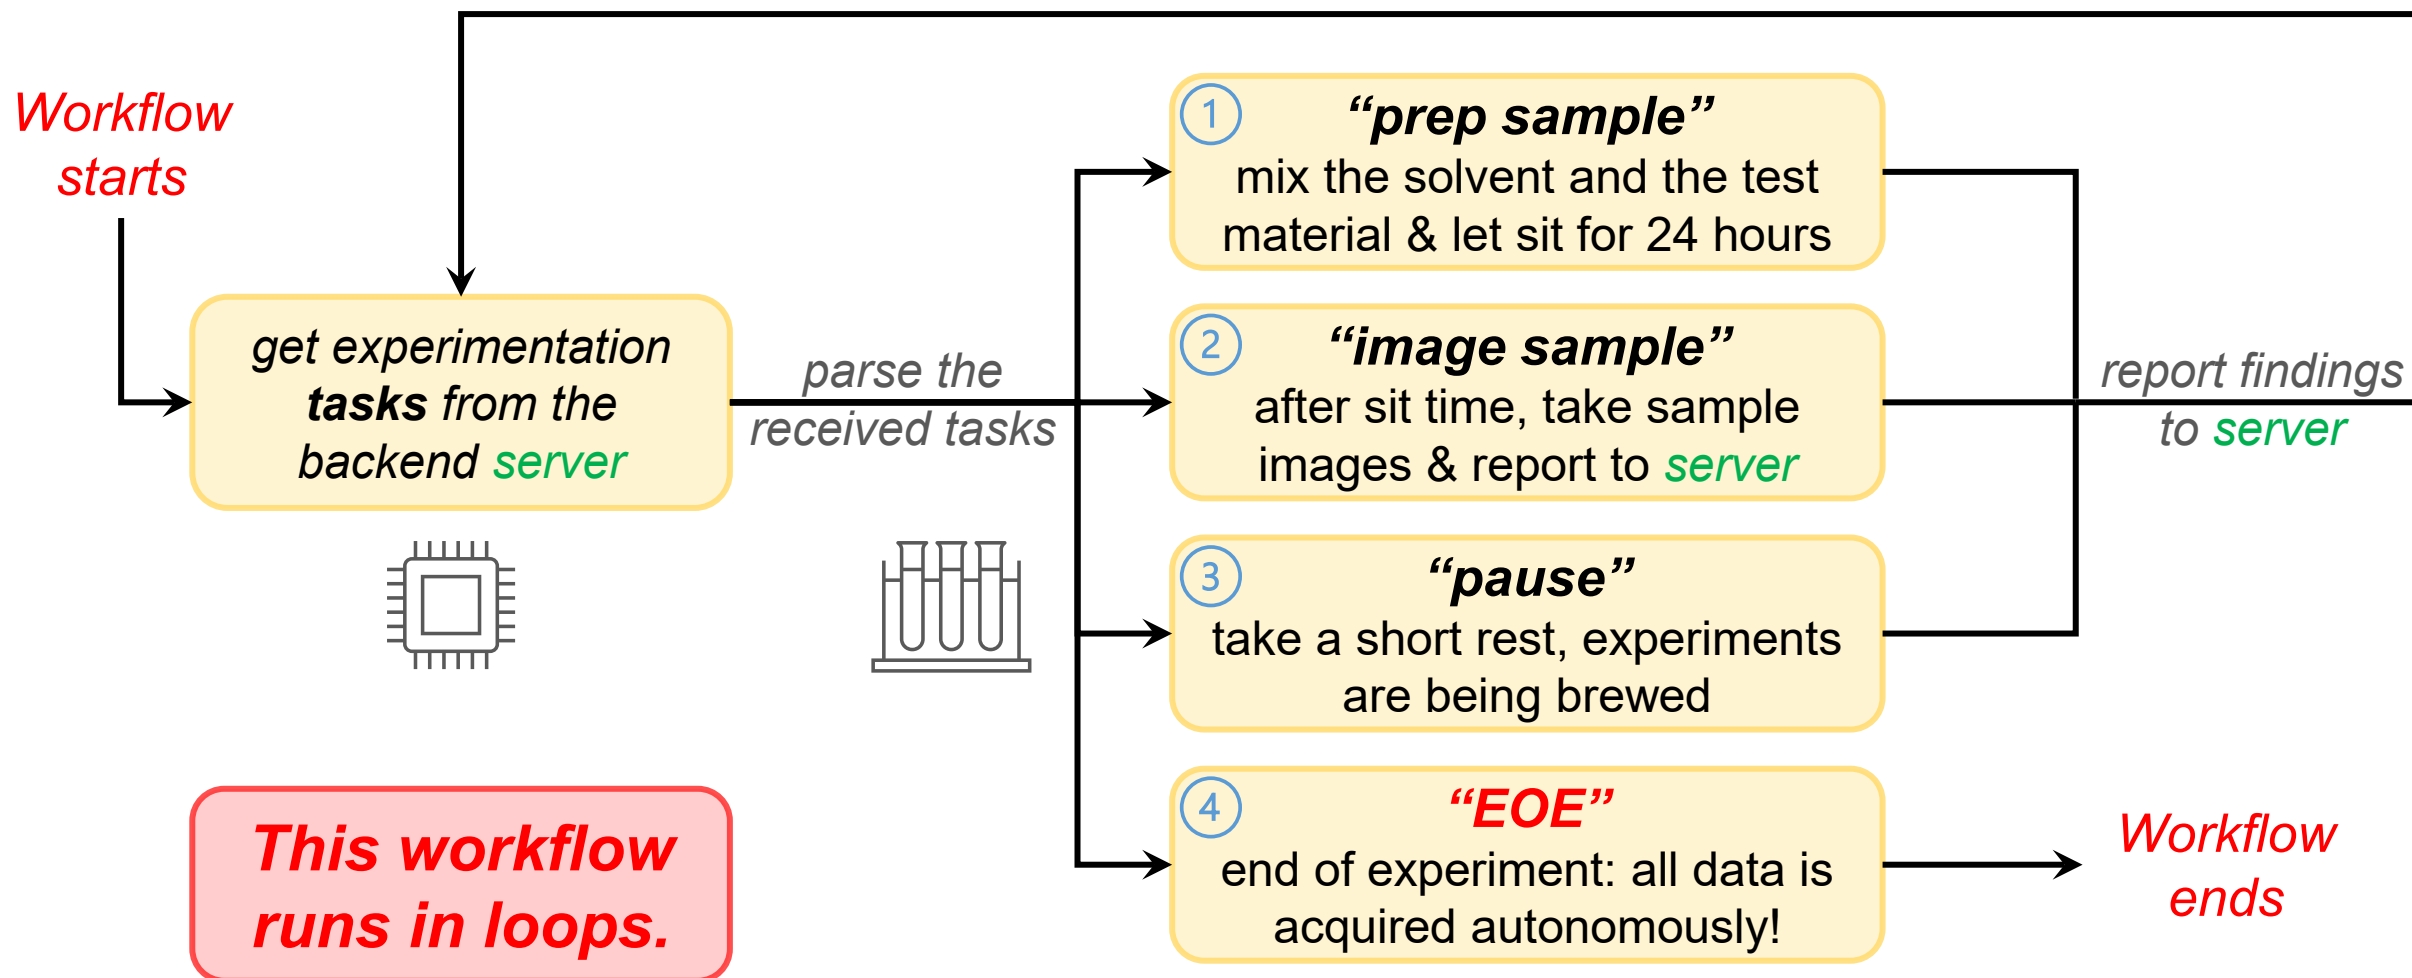 Workflow
starts
get experimentation
tasks from the
backend server
parse the
received tasks
1
“prep sample”
mix the solvent and the test
material & let sit for 24 hours
2
“image sample”
after sit time, take sample
images & report to server
3
“pause”
take a short rest, experiments
are being brewed
4
“EOE”
end of experiment: all data is
acquired autonomously!
report findings
to server
Workflow
ends
This workflow
runs in loops.